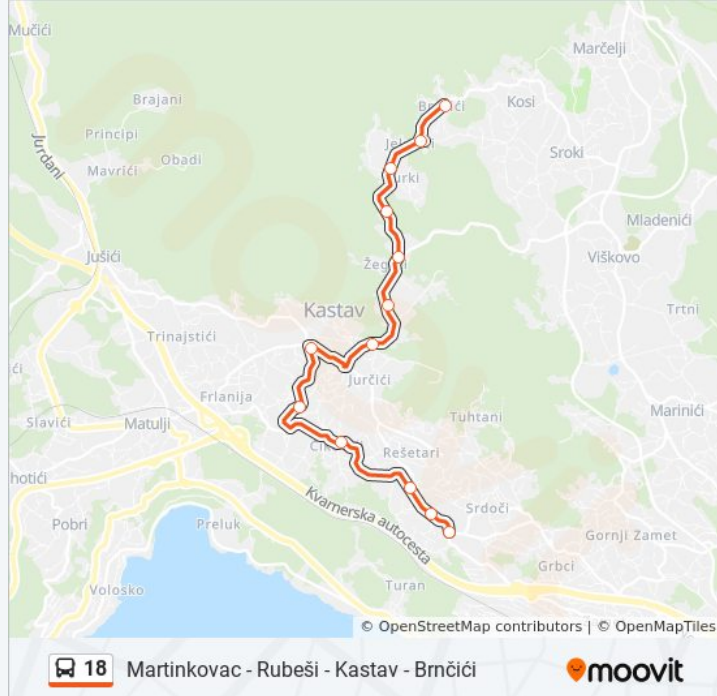 Mučići
Marčelji
Brnčići
Kosi
Brajani
Principi
Obadi
Mavrići
Jurdani
Sroki
Mladenići
Jušići
Viškovo
Kastav
Trtni
Trinajstići
Jurčići
Frlanija
Tuhtani
Marinići
Slavići
Matulji
Rešetari
Kvarnerska autocesta
Srdoči
Pobri
Preluk
Gornji Zamet
Grbci
Volosko
Turan
© OpenStreetMap contributors | © OpenMapTiles
18 Martinkovac - Rubeši - Kastav - Brnčići
moovit